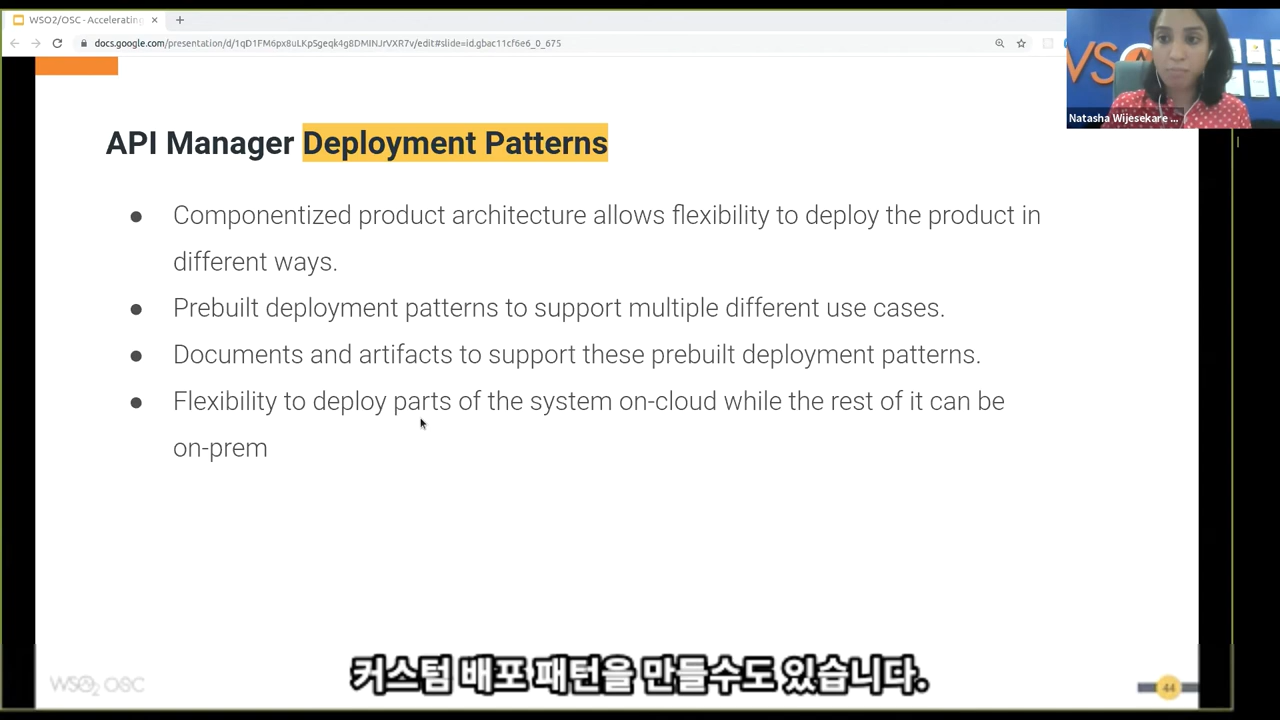 WSO2/OSC - Accelerating
docs.google.com/presentation/d/1qD1FM6px8uLKpSgeqk4g8DMINJrVXR7v/edit#slide=id.gbac11cf6e6_0_675
Natasha Wijesekare ...
API Manager Deployment Patterns
● Componentized product architecture allows flexibility to deploy the product in
different ways.
● Prebuilt deployment patterns to support multiple different use cases.
● Documents and artifacts to support these prebuilt deployment patterns.
● Flexibility to deploy parts of the system on-cloud while the rest of it can be
on-prem
커스텀 배포 패턴을 만들수도 있습니다.
WSO2 OSC
44